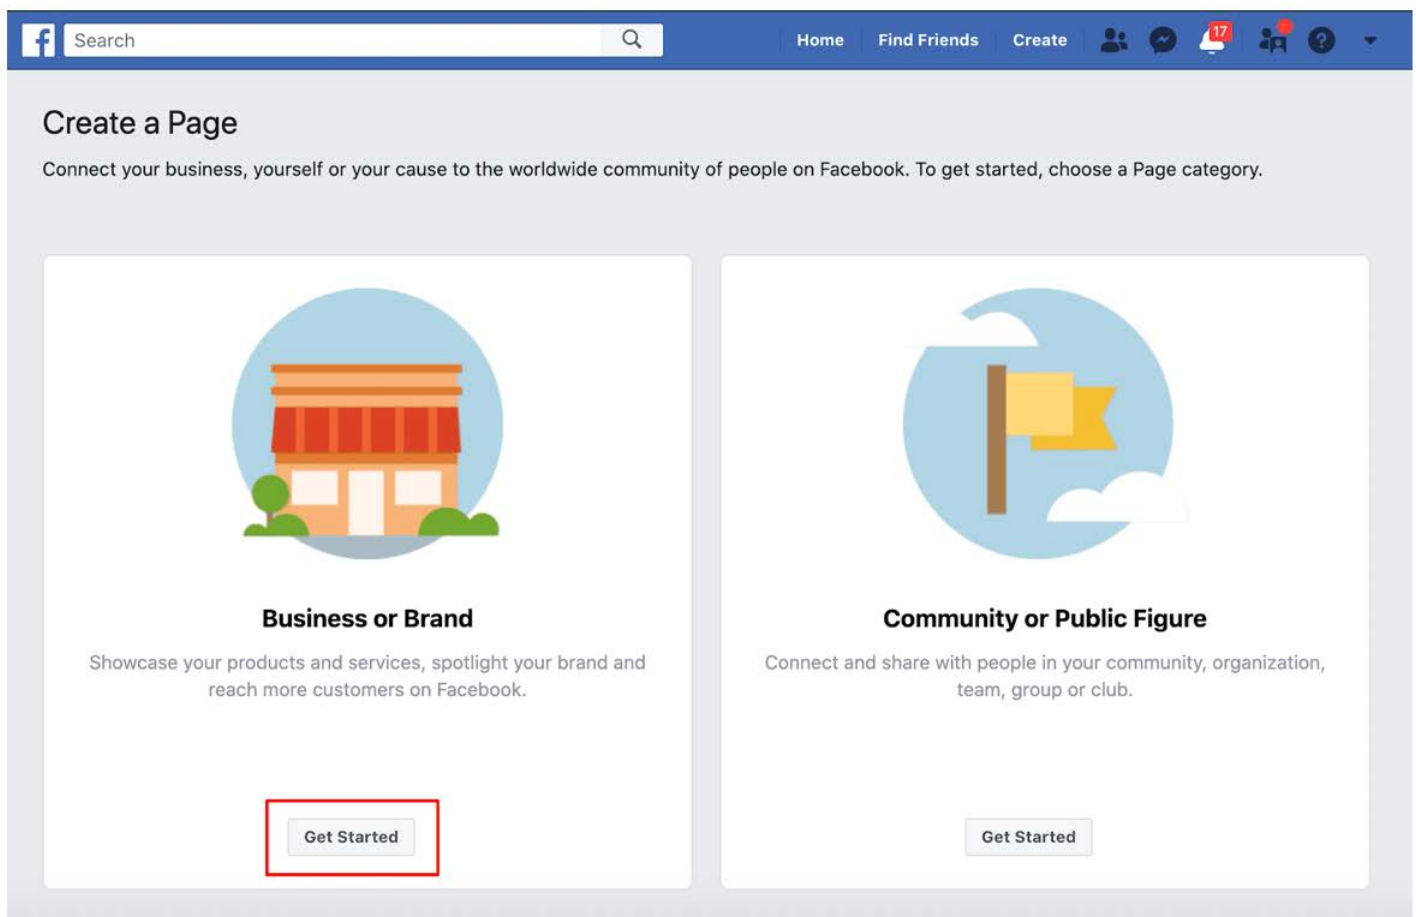 f Search Home Find Friends Create 17 ?
Create a Page
Connect your business, yourself or your cause to the worldwide community of people on Facebook. To get started, choose a Page category.
Business or Brand
Showcase your products and services, spotlight your brand and
reach more customers on Facebook.
Get Started
Community or Public Figure
Connect and share with people in your community, organization,
team, group or club.
Get Started